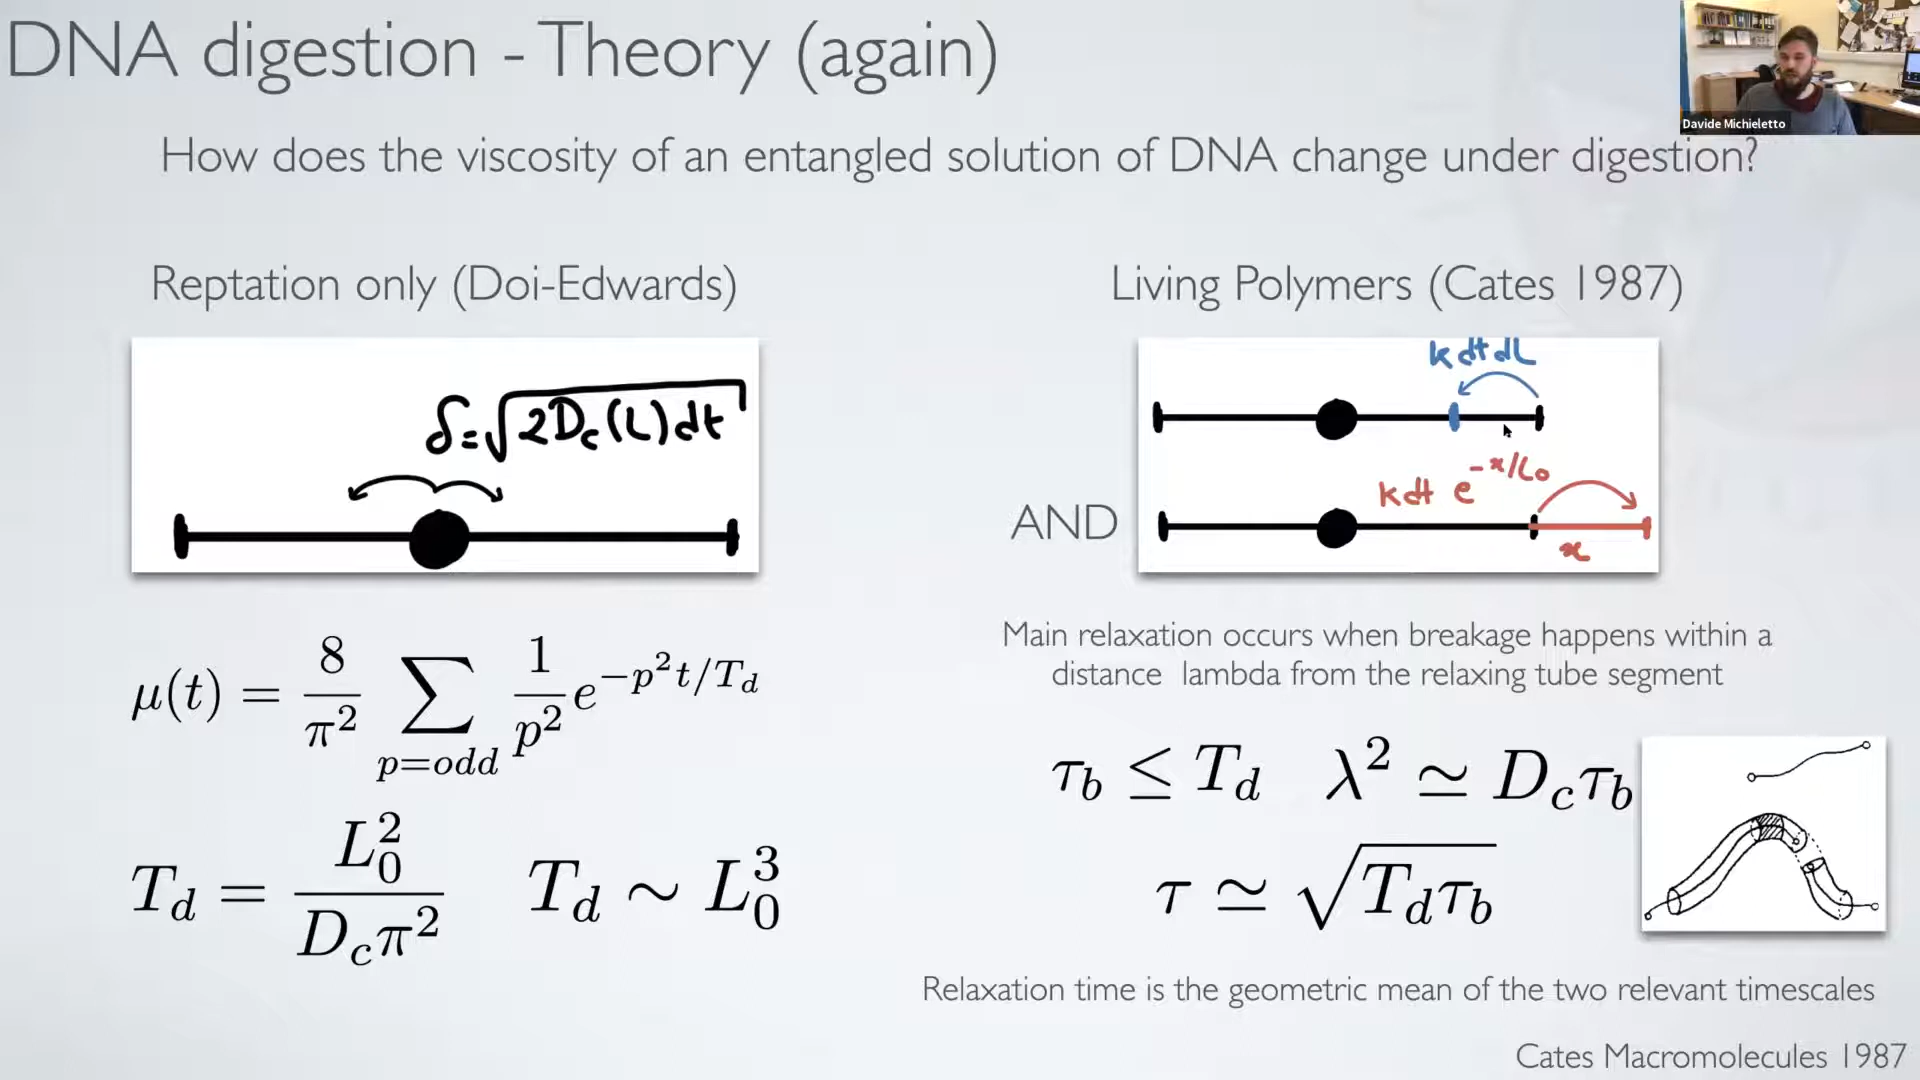 DNA digestion - Theory (again)
Davide Michieletto
How does the viscosity of an entangled solution of DNA change under digestion?
Reptation only (Doi-Edwards)
δ=√2Dc(L)dt
μ(t) = 8/π² ∑ p=odd 1/p² e^{-p²t/T_d}
T_d = L_0²/(D_c π²) T_d ∼ L_0³
Living Polymers (Cates 1987)
k dt dL
AND
k dt e^{-x/L0}
x
Main relaxation occurs when breakage happens within a
distance lambda from the relaxing tube segment
τ_b ≤ T_d λ² ≃ D_c τ_b
τ ≃ √(T_d τ_b)
Relaxation time is the geometric mean of the two relevant timescales
Cates Macromolecules 1987